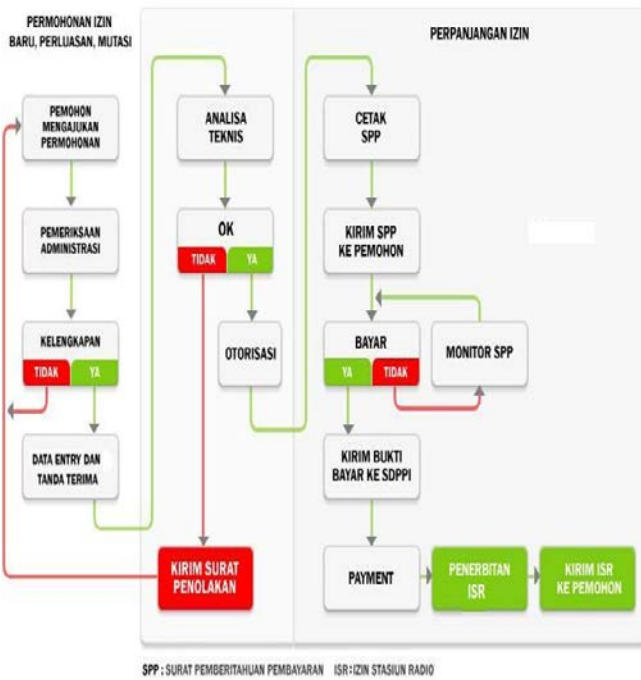 PERMOHONAN IZIN
BARU, PERLUASAN, MUTASI
PEMOHON
MENGAJUKAN
PERMOHONAN
PEMERIKSAAN
ADMINISTRASI
KELENGKAPAN
TIDAK YA
DATA ENTRY DAN
TANDA TERIMA
ANALISA
TEKNIS
OK
TIDAK YA
OTORISASI
KIRIM SURAT
PENOLAKAN
PERPANJANGAN IZIN
CETAK
SPP
KIRIM SPP
KE PEMOHON
BAYAR
YA TIDAK
MONITOR SPP
KIRIM BUKTI
BAYAR KE SDPPI
PAYMENT
PENERBITAN
ISR
KIRIM ISR
KE PEMOHON
SPP : SURAT PEMBERITAHUAN PEMBAYARAN ISR : IZIN STASIUN RADIO